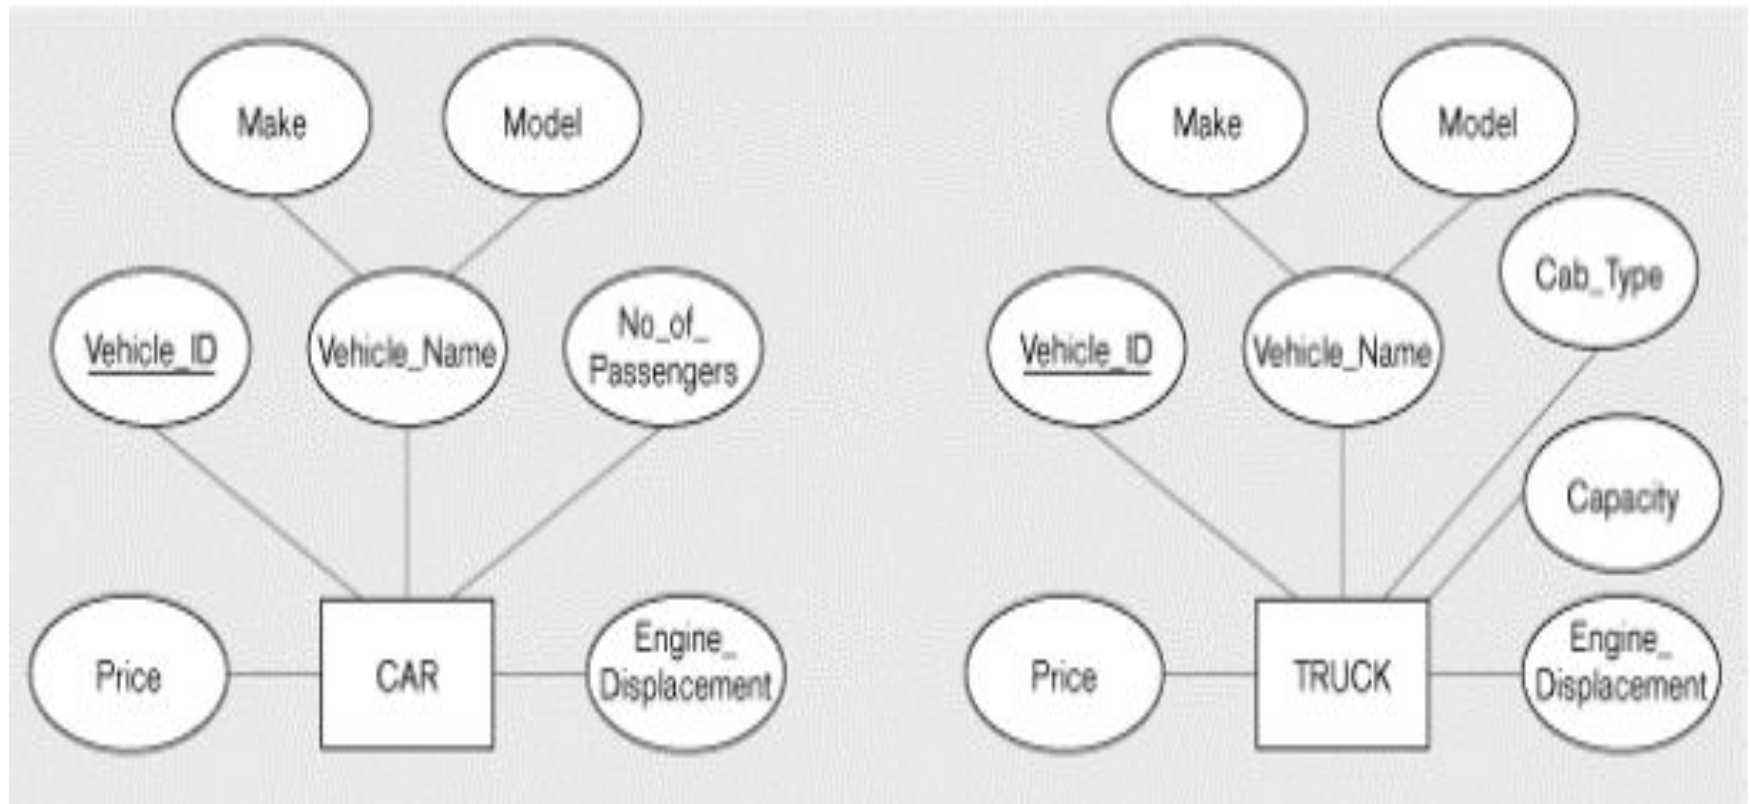 Make
Model
Vehicle_ID
Vehicle_Name
No_of_
Passengers
Price
CAR
Engine_
Displacement
Make
Model
Cab_Type
Vehicle_ID
Vehicle_Name
Capacity
Price
TRUCK
Engine_
Displacement